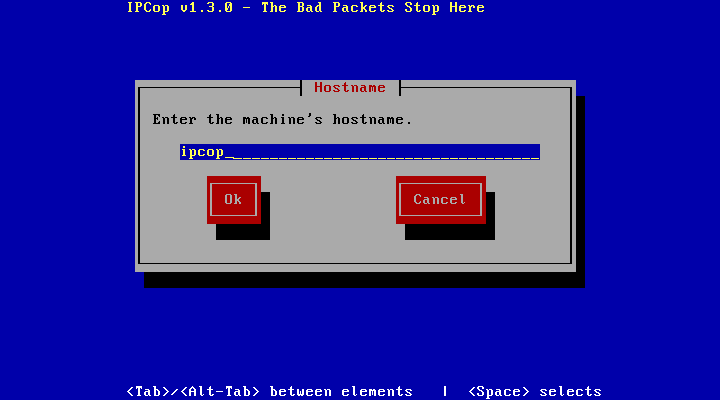 IPCop v1.3.0 - The Bad Packets Stop Here
Hostname
Enter the machine's hostname.
ipcop___________________________________
Ok Cancel
<Tab>/<Alt-Tab> between elements | <Space> selects